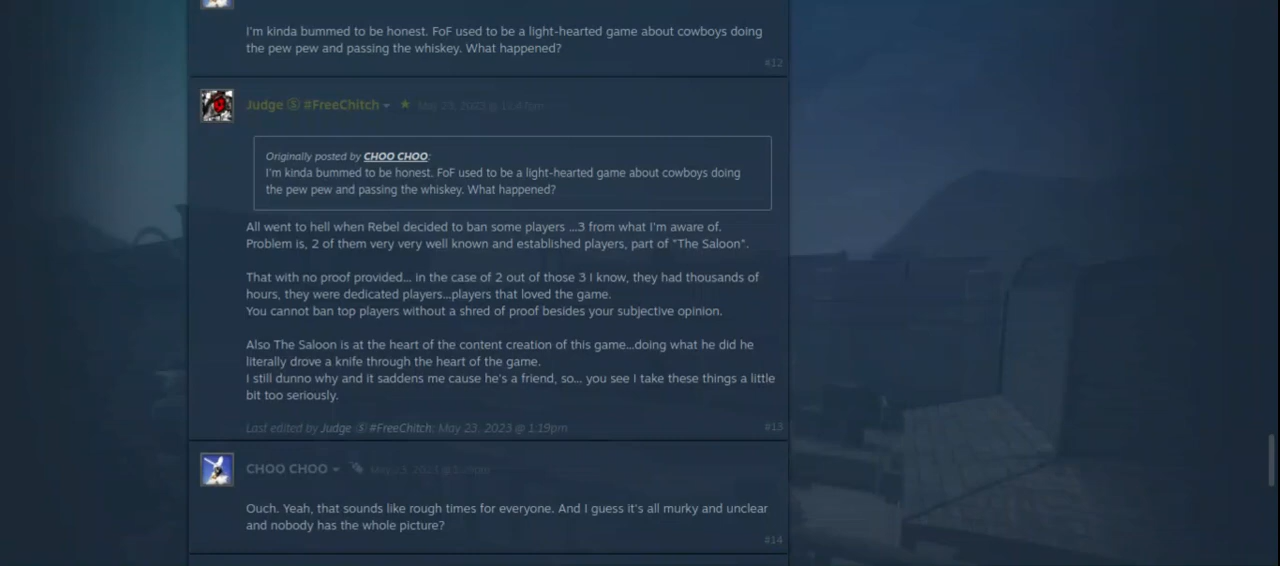 I'm kinda bummed to be honest. FoF used to be a light-hearted game about cowboys doing
the pew pew and passing the whiskey. What happened?
#12
Judge Ⓢ #FreeChitch
May 23, 2023 @
Originally posted by CHOO CHOO:
I'm kinda bummed to be honest. FoF used to be a light-hearted game about cowboys doing
the pew pew and passing the whiskey. What happened?
All went to hell when Rebel decided to ban some players ...3 from what I'm aware of.
Problem is, 2 of them very very well known and established players, part of "The Saloon".
That with no proof provided... in the case of 2 out of those 3 I know, they had thousands of
hours, they were dedicated players...players that loved the game.
You cannot ban top players without a shred of proof besides your subjective opinion.
Also The Saloon is at the heart of the content creation of this game...doing what he did he
literally drove a knife through the heart of the game.
I still dunno why and it saddens me cause he's a friend, so... you see I take these things a little
bit too seriously.
Last edited by Judge Ⓢ #FreeChitch; May 23, 2023 @ 1:19pm
#13
CHOO CHOO
May 23, 2023 @
Ouch. Yeah, that sounds like rough times for everyone. And I guess it's all murky and unclear
and nobody has the whole picture?
#14